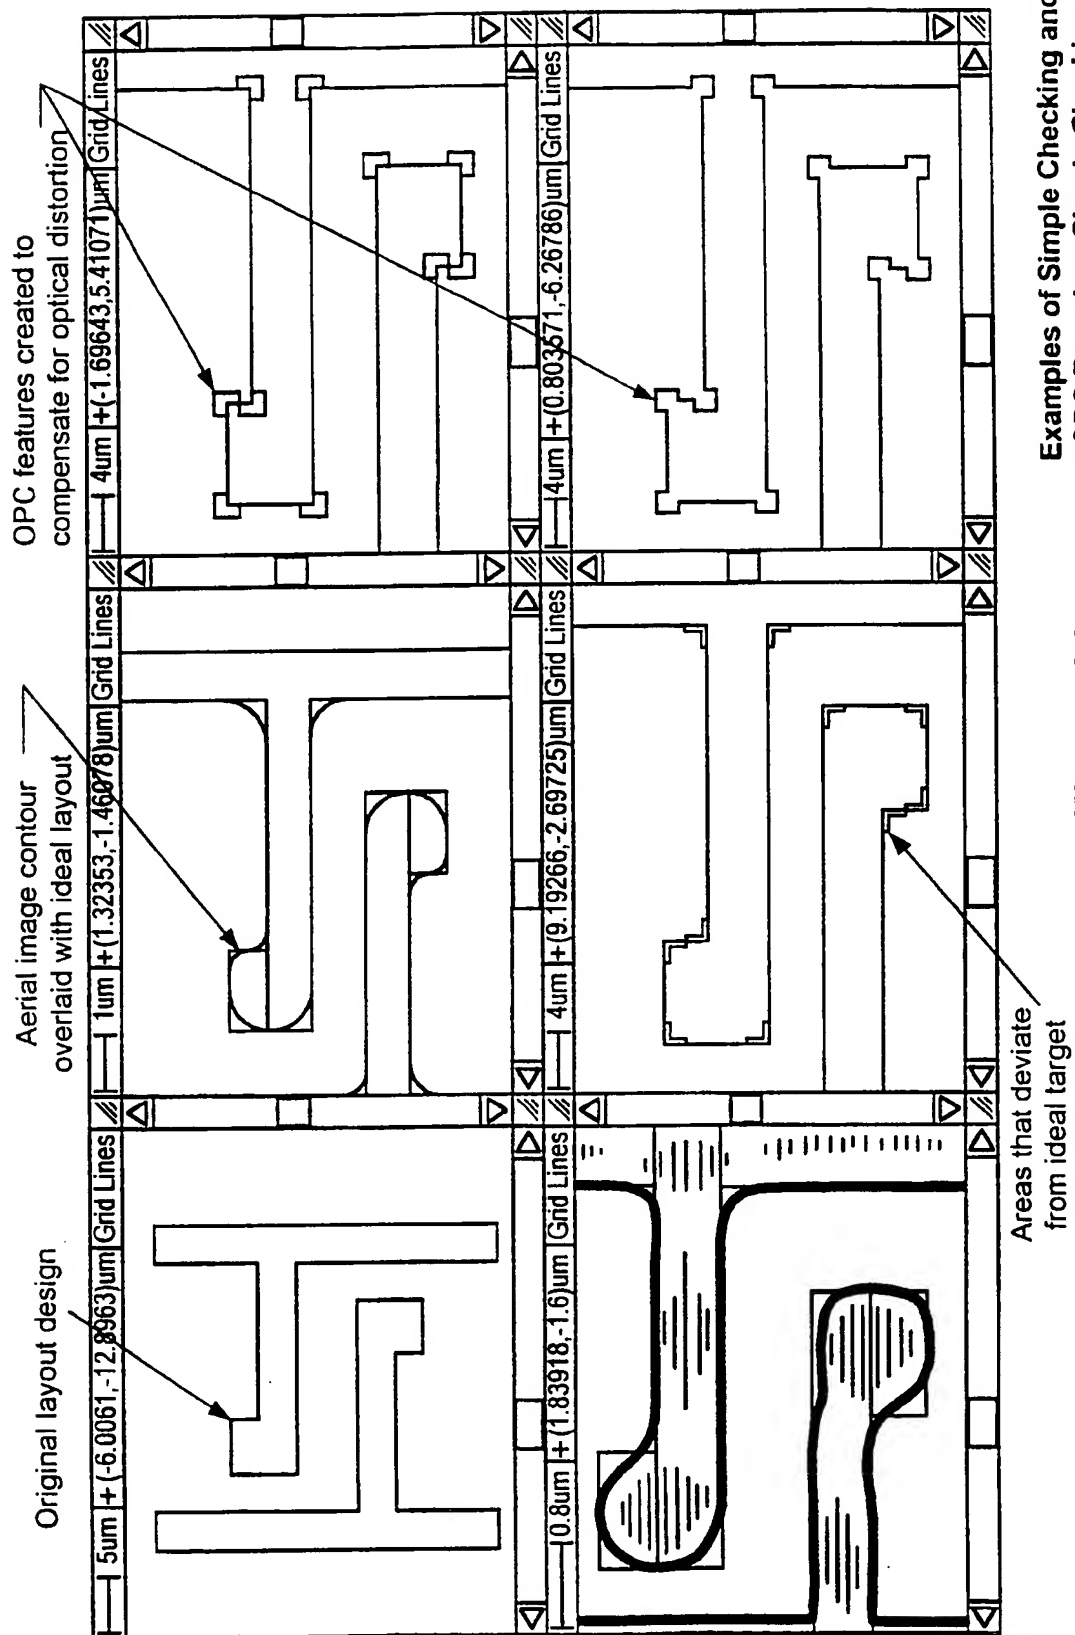 Original layout design
Aerial image contour
overlaid with ideal layout
OPC features created to
compensate for optical distortion
5um +(-6.0061,-12.8963)um Grid Lines
1um +(1.32353,-1.46078)um Grid Lines
4um +(-1.69643,5.41071)um Grid Lines
0.8um +(1.83918,-1.6)um Grid Lines
4um +(9.19266,-2.69725)um Grid Lines
4um +(0.803571,-6.26786)um Grid Lines
Areas that deviate
from ideal target
Examples of Simple Checking and